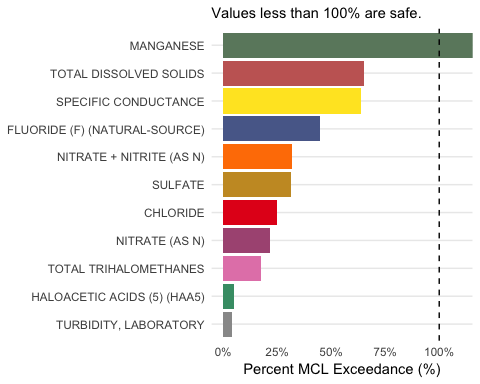 Values less than 100% are safe.
MANGANESE
TOTAL DISSOLVED SOLIDS
SPECIFIC CONDUCTANCE
FLUORIDE (F) (NATURAL-SOURCE)
NITRATE + NITRITE (AS N)
SULFATE
CHLORIDE
NITRATE (AS N)
TOTAL TRIHALOMETHANES
HALOACETIC ACIDS (5) (HAA5)
TURBIDITY, LABORATORY
0% 25% 50% 75% 100%
Percent MCL Exceedance (%)